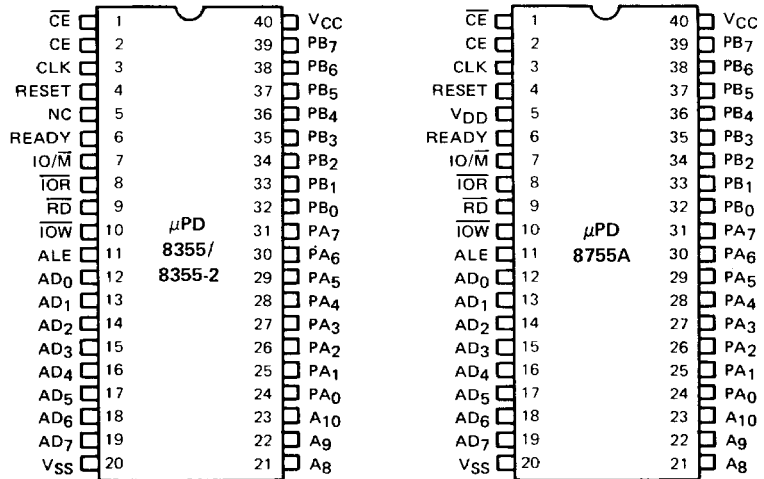 C̅E̅ 1 40 VCC
CE 2 39 PB7
CLK 3 38 PB6
RESET 4 37 PB5
NC 5 36 PB4
READY 6 35 PB3
IO/M̅ 7 34 PB2
I̅O̅R̅ 8 33 PB1
R̅D̅ 9 32 PB0
I̅O̅W̅ 10 31 PA7
ALE 11 30 PA6
AD0 12 29 PA5
AD1 13 28 PA4
AD2 14 27 PA3
AD3 15 26 PA2
AD4 16 25 PA1
AD5 17 24 PA0
AD6 18 23 A10
AD7 19 22 A9
VSS 20 21 A8
μPD
8355/
8355-2
C̅E̅ 1 40 VCC
CE 2 39 PB7
CLK 3 38 PB6
RESET 4 37 PB5
VDD 5 36 PB4
READY 6 35 PB3
IO/M̅ 7 34 PB2
I̅O̅R̅ 8 33 PB1
R̅D̅ 9 32 PB0
I̅O̅W̅ 10 31 PA7
ALE 11 30 PA6
AD0 12 29 PA5
AD1 13 28 PA4
AD2 14 27 PA3
AD3 15 26 PA2
AD4 16 25 PA1
AD5 17 24 PA0
AD6 18 23 A10
AD7 19 22 A9
VSS 20 21 A8
μPD
8755A